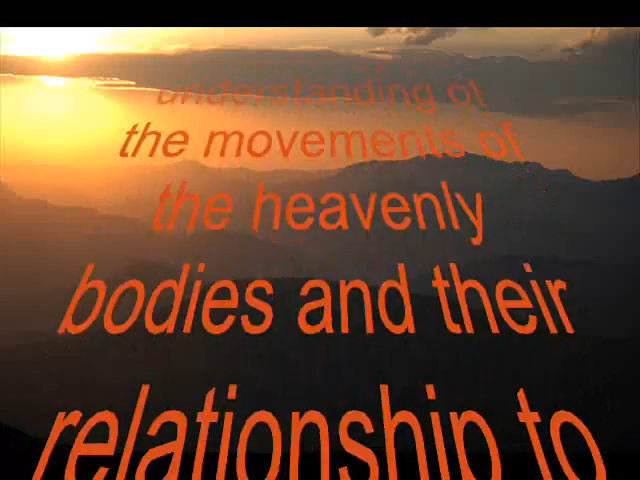 understanding of
the movements of
the heavenly
bodies and their
relationship to